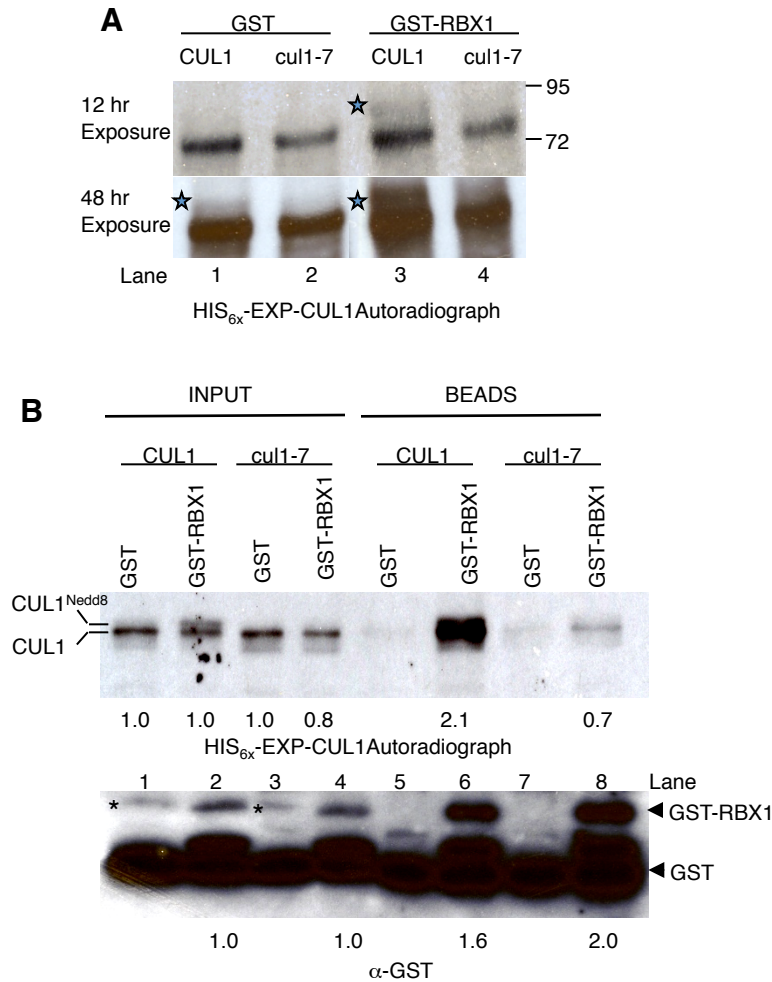 A
GST GST-RBX1
CUL1 cul1-7 CUL1 cul1-7
12 hr
Exposure
95
72
48 hr
Exposure
Lane 1 2 3 4
HIS6x-EXP-CUL1Autoradiograph
B
INPUT BEADS
CUL1 cul1-7 CUL1 cul1-7
GST GST-RBX1 GST GST-RBX1 GST GST-RBX1 GST GST-RBX1
CUL1Nedd8
CUL1
1.0 1.0 1.0 0.8 2.1 0.7
HIS6x-EXP-CUL1Autoradiograph
1 2 3 4 5 6 7 8 Lane
* *
GST-RBX1
GST
1.0 1.0 1.6 2.0
α-GST